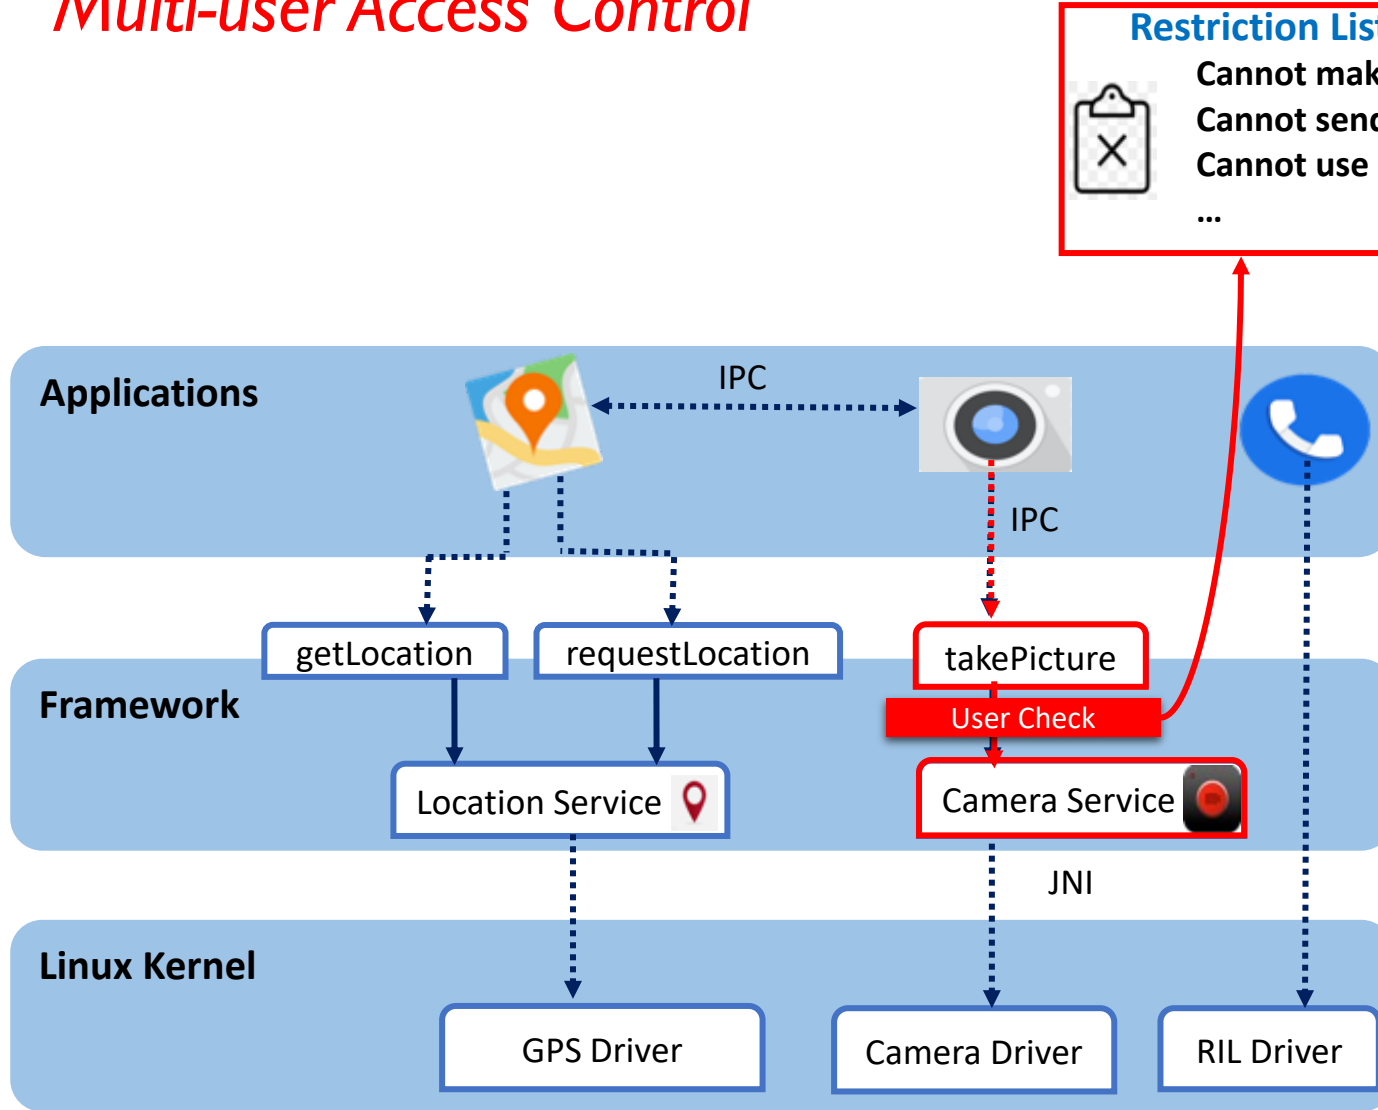 Multi-user Access Control
Restriction List
Cannot mak
Cannot send
Cannot use
...
Applications
IPC
IPC
getLocation
requestLocation
takePicture
Framework
User Check
Location Service
Camera Service
JNI
Linux Kernel
GPS Driver
Camera Driver
RIL Driver